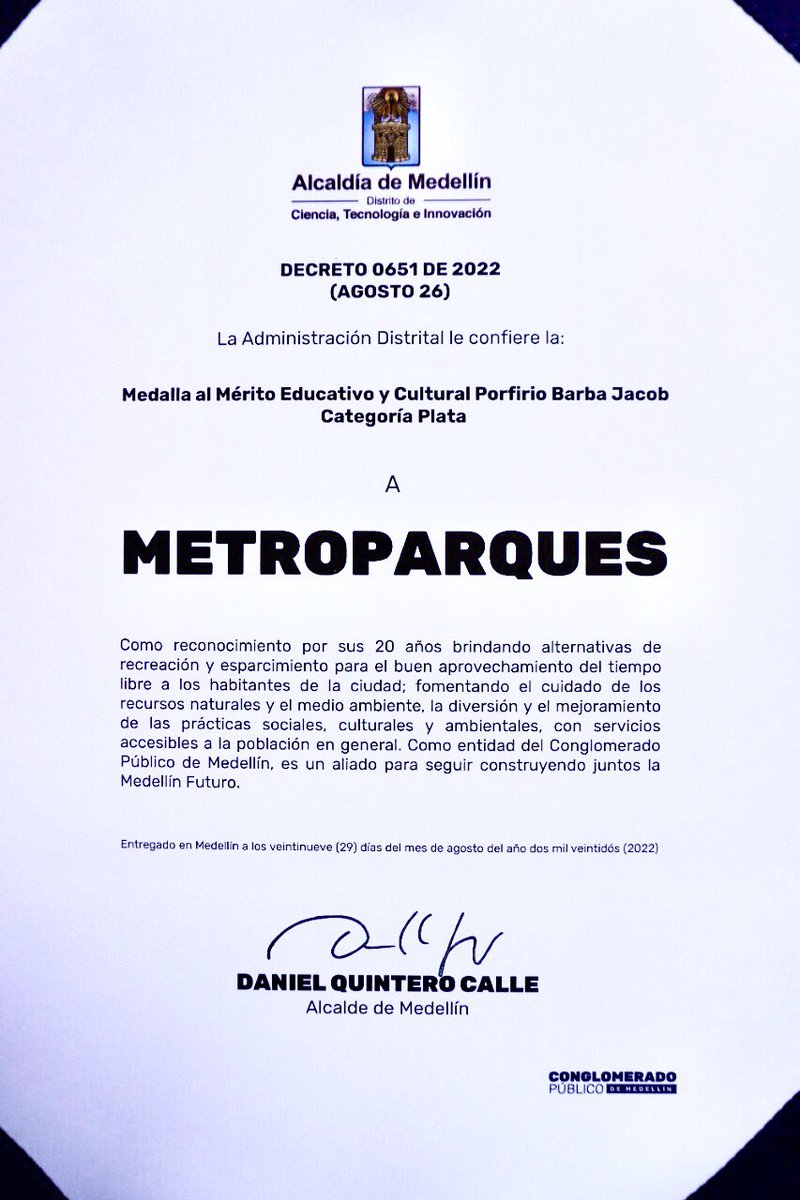 Alcaldía de Medellín
Distrito de
Ciencia, Tecnología e Innovación
DECRETO 0651 DE 2022
(AGOSTO 26)
La Administración Distrital le confiere la:
Medalla al Mérito Educativo y Cultural Porfirio Barba Jacob
Categoría Plata
A
METROPARQUES
Como reconocimiento por sus 20 años brindando alternativas de
recreación y esparcimiento para el buen aprovechamiento del tiempo
libre a los habitantes de la ciudad; fomentando el cuidado de los
recursos naturales y el medio ambiente, la diversión y el mejoramiento
de las prácticas sociales, culturales y ambientales, con servicios
accesibles a la población en general. Como entidad del Conglomerado
Público de Medellín, es un aliado para seguir construyendo juntos la
Medellín Futuro.
Entregado en Medellín a los veintinueve (29) días del mes de agosto del año dos mil veintidós (2022)
DANIEL QUINTERO CALLE
Alcalde de Medellín
CONGLOMERADO
PÚBLICO DE MEDELLÍN